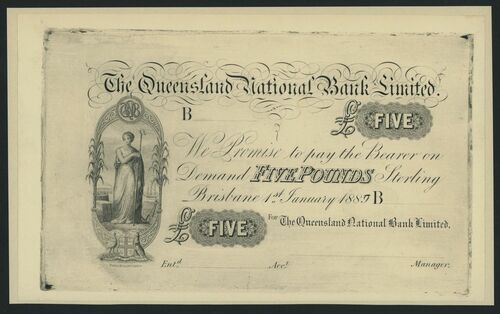 The Queensland National Bank Limited.
B
£ FIVE
We Promise to pay the Bearer on
Demand FIVE POUNDS Sterling
Brisbane 1st January 1887 B
£ FIVE For The Queensland National Bank Limited.
Entd. Acct. Manager.